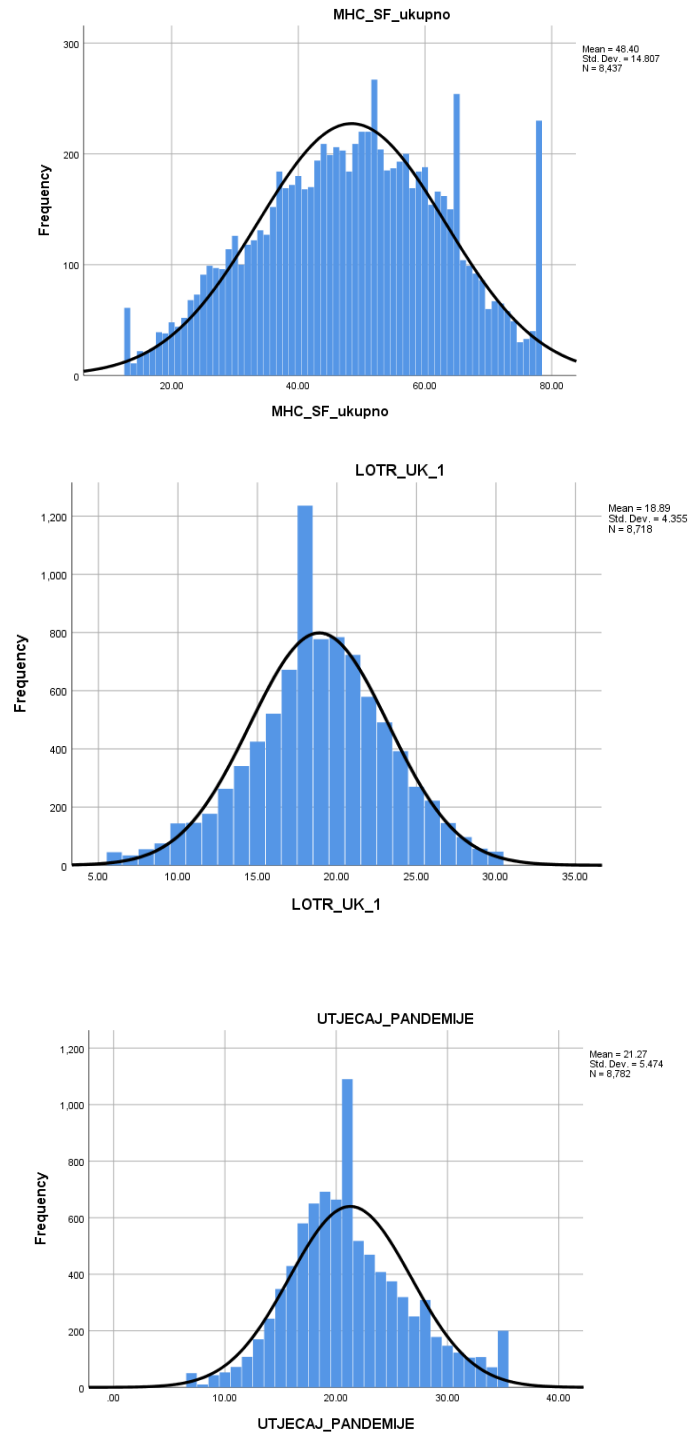 MHC_SF_ukupno
Mean = 48.40
Std. Dev. = 14.807
N = 8,437
300
200
100
0
Frequency
20.00 40.00 60.00 80.00
MHC_SF_ukupno
LOTR_UK_1
Mean = 18.89
Std. Dev. = 4.355
N = 8,718
1,200
1,000
800
600
400
200
0
Frequency
5.00 10.00 15.00 20.00 25.00 30.00 35.00
LOTR_UK_1
UTJECAJ_PANDEMIJE
Mean = 21.27
Std. Dev. = 5.474
N = 8,782
1,200
1,000
800
600
400
200
0
Frequency
.00 10.00 20.00 30.00 40.00
UTJECAJ_PANDEMIJE